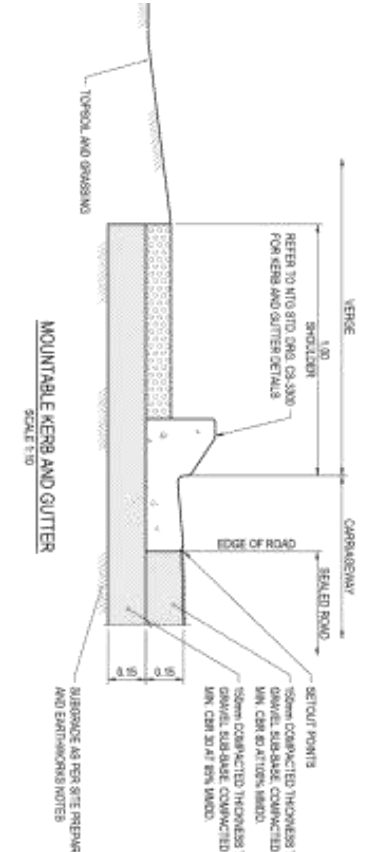 VERGE
CARRIAGEWAY
1.00
SHOULDER
SEALED ROAD
REFER TO NTG STD. DRG. CS-3300
FOR KERB AND GUTTER DETAILS
EDGE OF ROAD
SETOUT POINTS
150mm COMPACTED THICKNESS
GRAVEL SUB-BASE. COMPACTED
MIN. CBR 80 AT 100% MMDD.
150mm COMPACTED THICKNESS
GRAVEL SUB-BASE. COMPACTED
MIN. CBR 30 AT 95% MMDD.
TOPSOIL AND GRASSING
0.15
0.15
SUBGRADE AS PER SITE PREPAR
AND EARTHWORKS NOTES
MOUNTABLE KERB AND GUTTER
SCALE 1:10